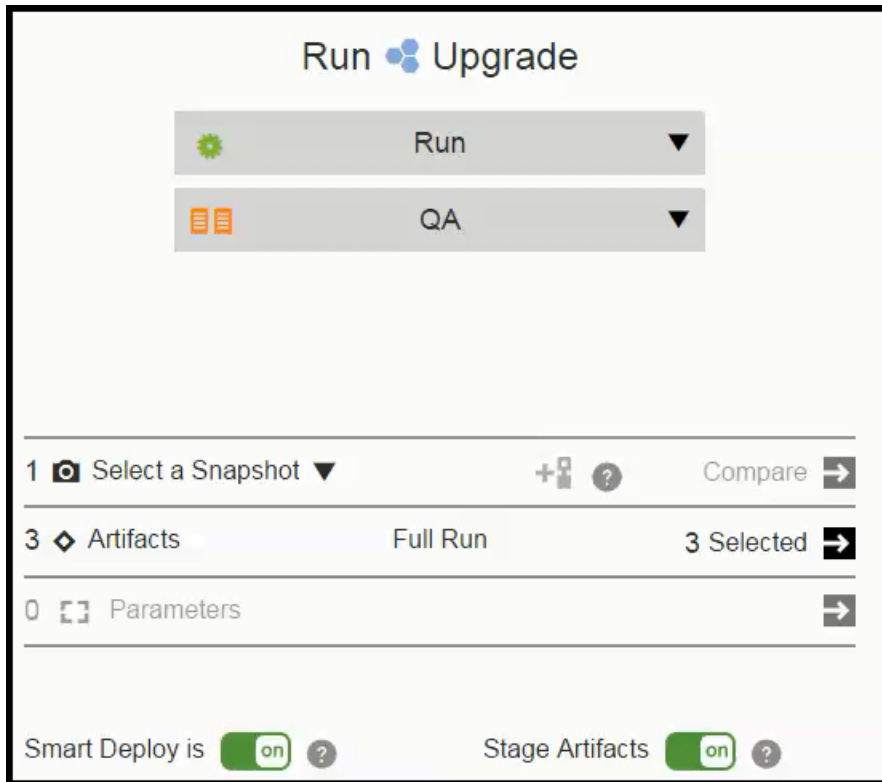 Run Upgrade
Run
QA
1 Select a Snapshot ? Compare
3 Artifacts Full Run 3 Selected
0 Parameters
Smart Deploy is on ? Stage Artifacts on ?